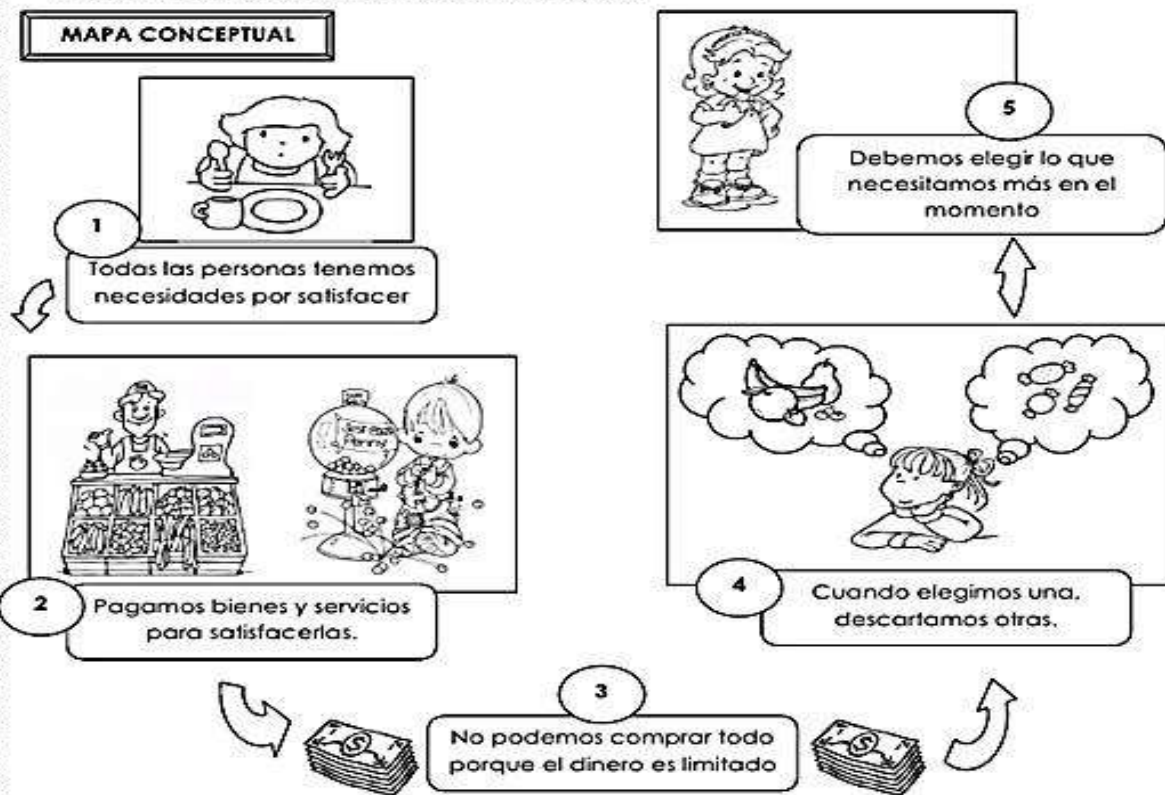 MAPA CONCEPTUAL
1
Todas las personas tenemos
necesidades por satisfacer
2
Pagamos bienes y servicios
para satisfacerlas.
3
No podemos comprar todo
porque el dinero es limitado
4
Cuando elegimos una,
descartamos otras.
5
Debemos elegir lo que
necesitamos más en el
momento